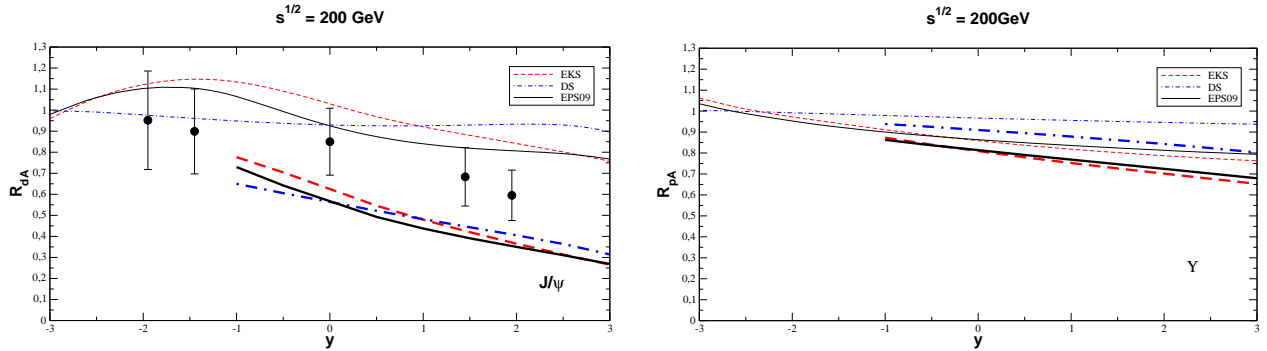 s^{1/2} = 200 GeV
1,3
1,2
1,1
1
0,9
0,8
0,7
0,6
0,5
0,4
0,3
0,2
0,1
0
R_{dA}
EKS
DS
EPS09
J/ψ
-3 -2 -1 0 1 2 3
y
s^{1/2} = 200GeV
1,3
1,2
1,1
1
0,9
0,8
0,7
0,6
0,5
0,4
0,3
0,2
0,1
0
R_{pA}
EKS
DS
EPS09
Υ
-3 -2 -1 0 1 2 3
y